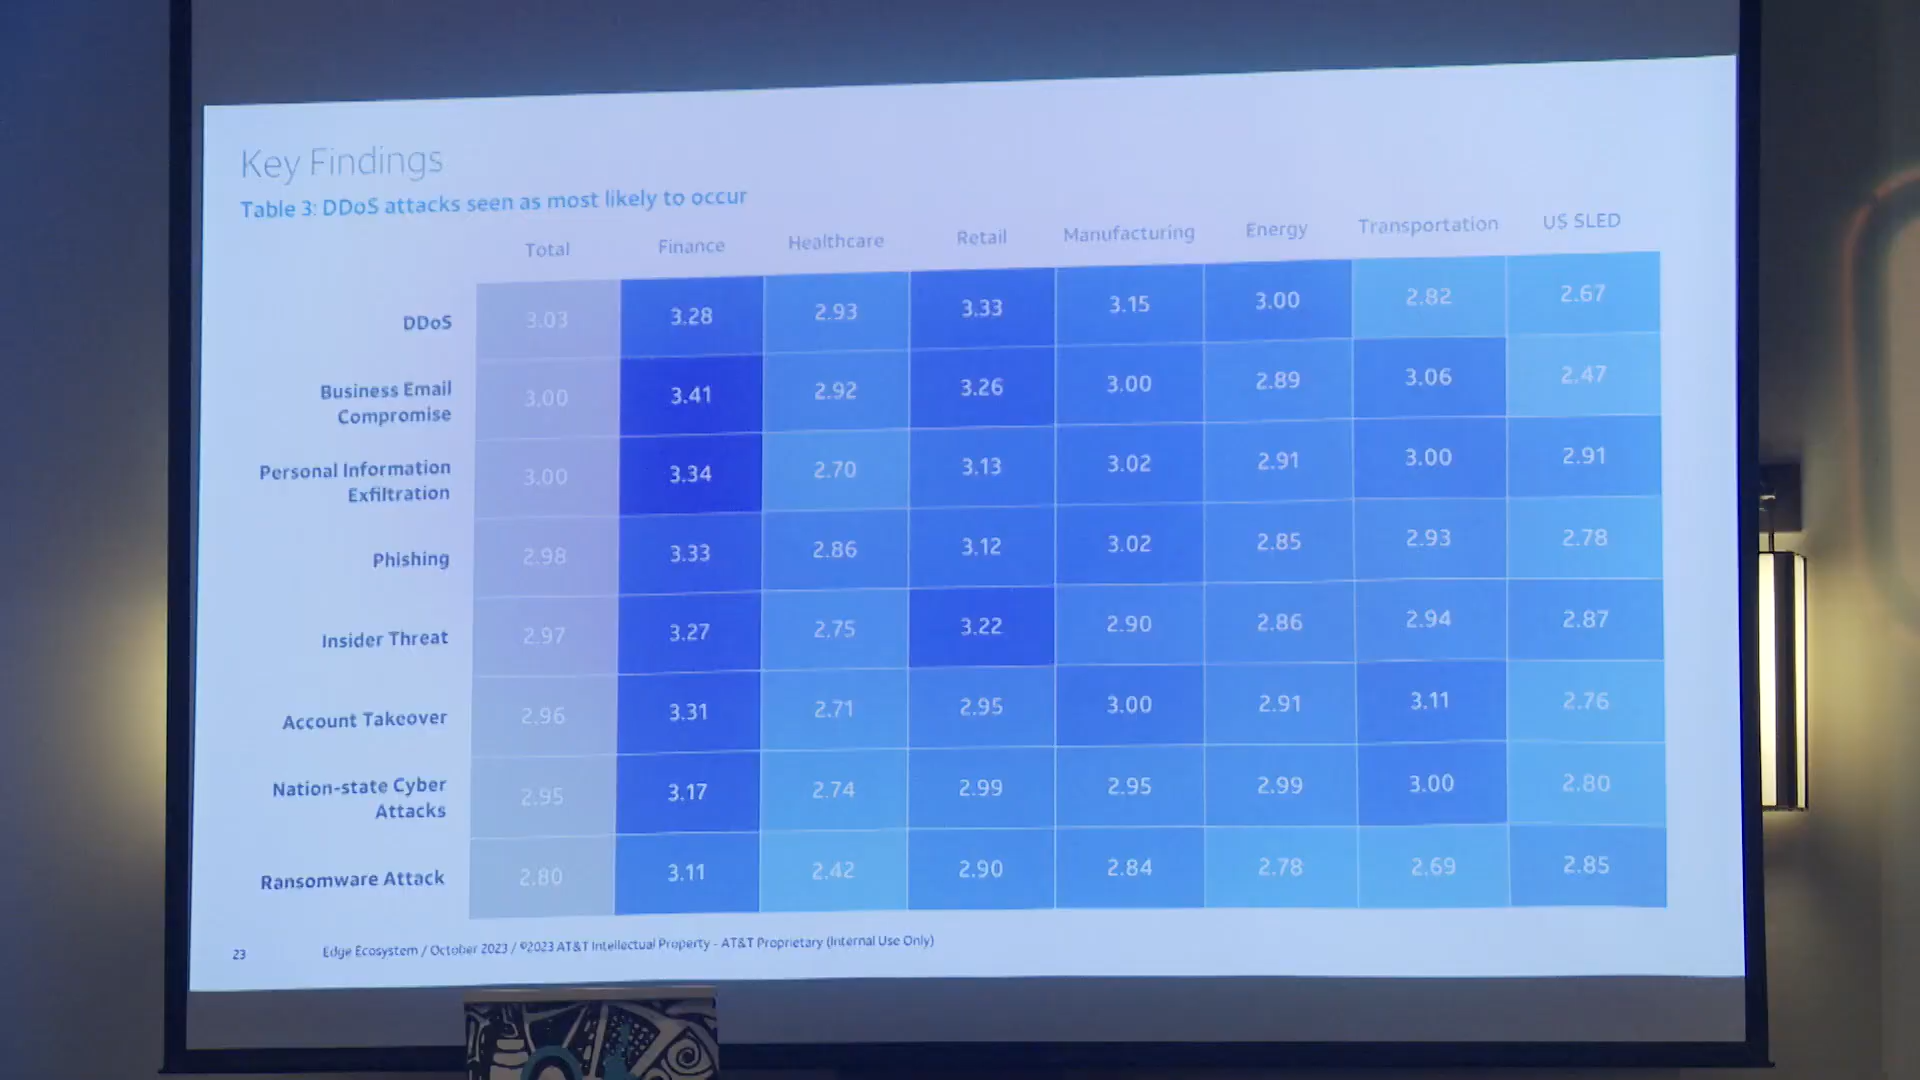 Key Findings
Table 3: DDoS attacks seen as most likely to occur
Total Finance Healthcare Retail Manufacturing Energy Transportation US SLED
DDoS 3.03 3.28 2.93 3.33 3.15 3.00 2.82 2.67
Business Email
Compromise 3.00 3.41 2.92 3.26 3.00 2.89 3.06 2.47
Personal Information
Exfiltration 3.00 3.34 2.70 3.13 3.02 2.91 3.00 2.91
Phishing 2.98 3.33 2.86 3.12 3.02 2.85 2.93 2.78
Insider Threat 2.97 3.27 2.75 3.22 2.90 2.86 2.94 2.87
Account Takeover 2.96 3.31 2.71 2.95 3.00 2.91 3.11 2.76
Nation-state Cyber
Attacks 2.95 3.17 2.74 2.99 2.95 2.99 3.00 2.80
Ransomware Attack 2.80 3.11 2.42 2.90 2.84 2.78 2.69 2.85
23 Edge Ecosystem / October 2023 / ©2023 AT&T Intellectual Property - AT&T Proprietary (Internal Use Only)